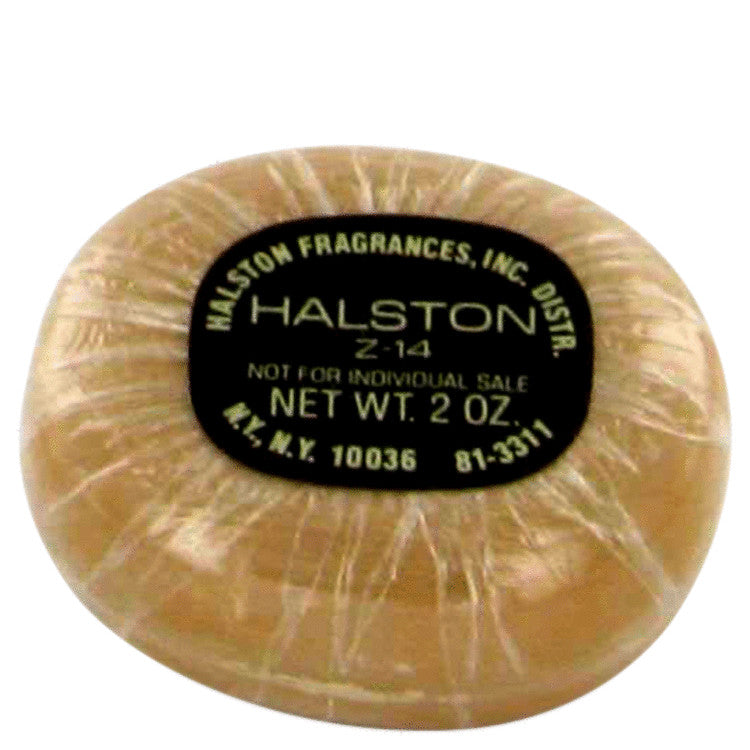 HALSTON FRAGRANCES, INC. DISTR.
HALSTON
Z-14
NOT FOR INDIVIDUAL SALE
NET WT. 2 OZ.
N.Y., N.Y. 10036 81-3311